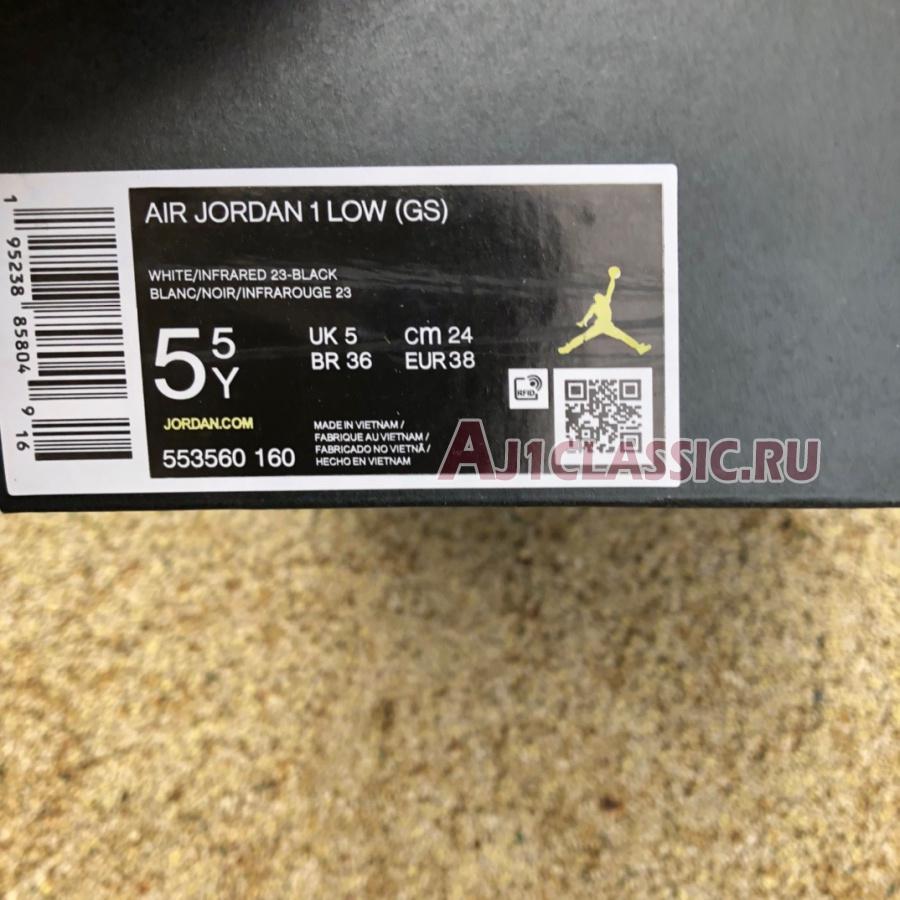 AIR JORDAN 1 LOW (GS)
WHITE/INFRARED 23-BLACK
BLANC/NOIR/INFRAROUGE 23
5 5Y
UK 5 cm 24
BR 36 EUR 38
JORDAN.COM
553560 160
MADE IN VIETNAM /
FABRIQUE AU VIETNAM /
FABRICADO NO VIETNÃ /
HECHO EN VIETNAM
RFID
1 95238 85804 9 16
AJ1CLASSIC.RU